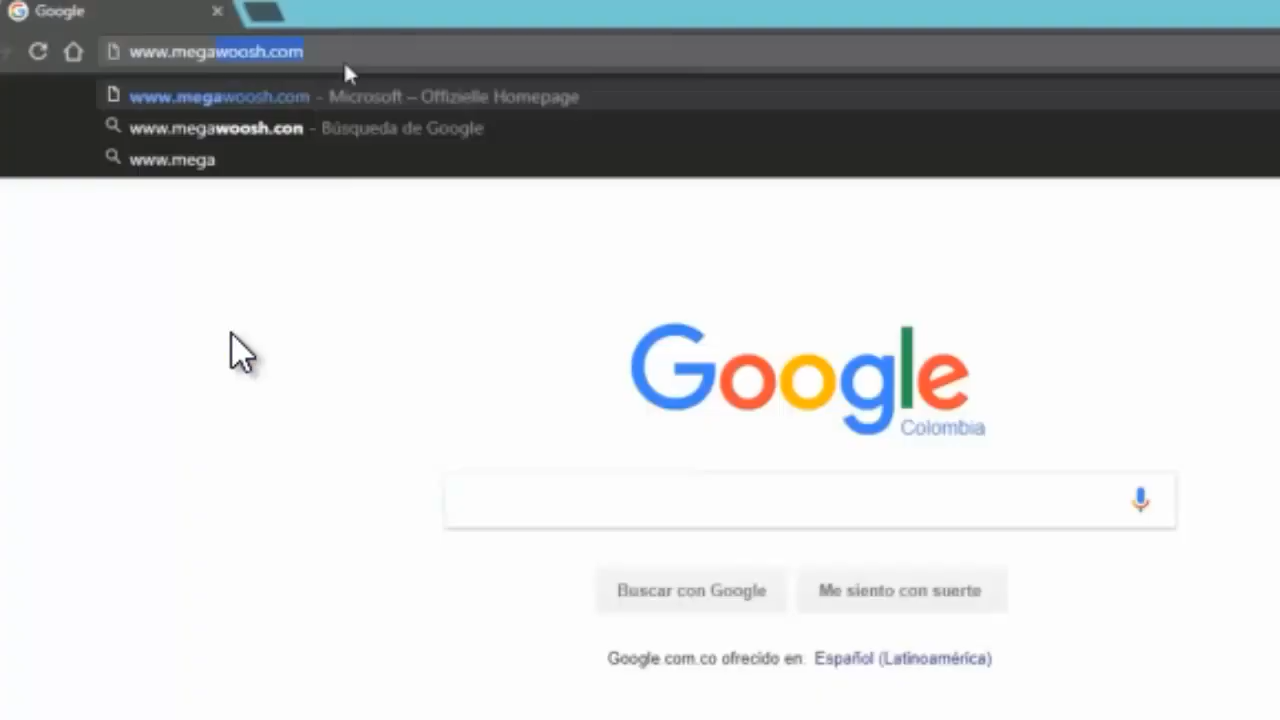 Google
www.megawoosh.com
www.megawoosh.com - Microsoft – Offizielle Homepage
www.megawoosh.con - Búsqueda de Google
www.mega
Google
Colombia
Buscar con Google Me siento con suerte
Google.com.co ofrecido en: Español (Latinoamérica)